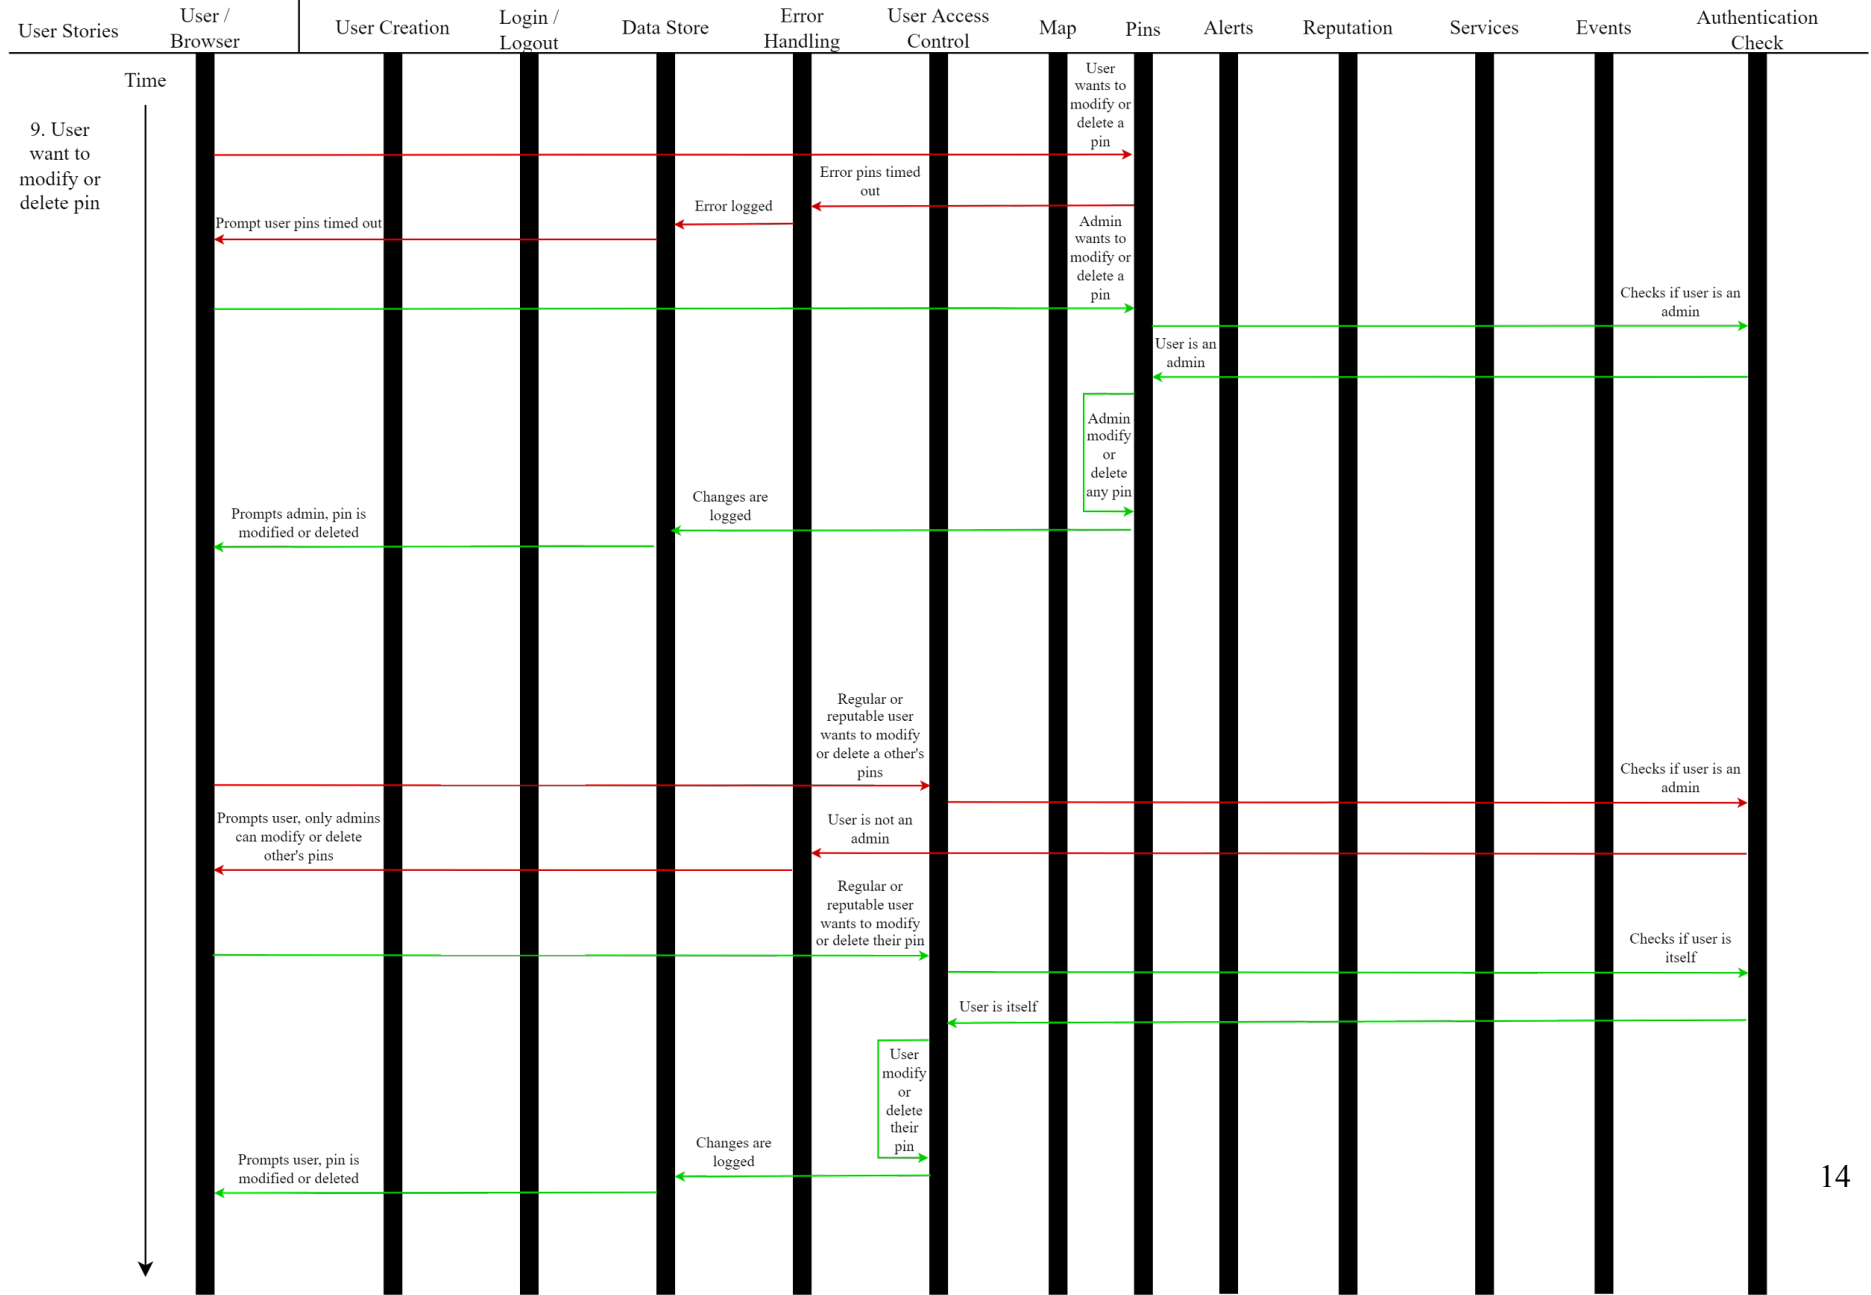 User Stories
User /
Browser
User Creation
Login /
Logout
Data Store
Error
Handling
User Access
Control
Map
Pins
Alerts
Reputation
Services
Events
Authentication
Check
Time
9. User
want to
modify or
delete pin
User
wants to
modify or
delete a
pin
Error pins timed
out
Error logged
Prompt user pins timed out
Admin
wants to
modify or
delete a
pin
Checks if user is an
admin
User is an
admin
Admin
modify
or
delete
any pin
Changes are
logged
Prompts admin, pin is
modified or deleted
Regular or
reputable user
wants to modify
or delete a other's
pins
Checks if user is an
admin
User is not an
admin
Prompts user, only admins
can modify or delete
other's pins
Regular or
reputable user
wants to modify
or delete their pin
Checks if user is
itself
User is itself
User
modify
or
delete
their
pin
Changes are
logged
Prompts user, pin is
modified or deleted
14